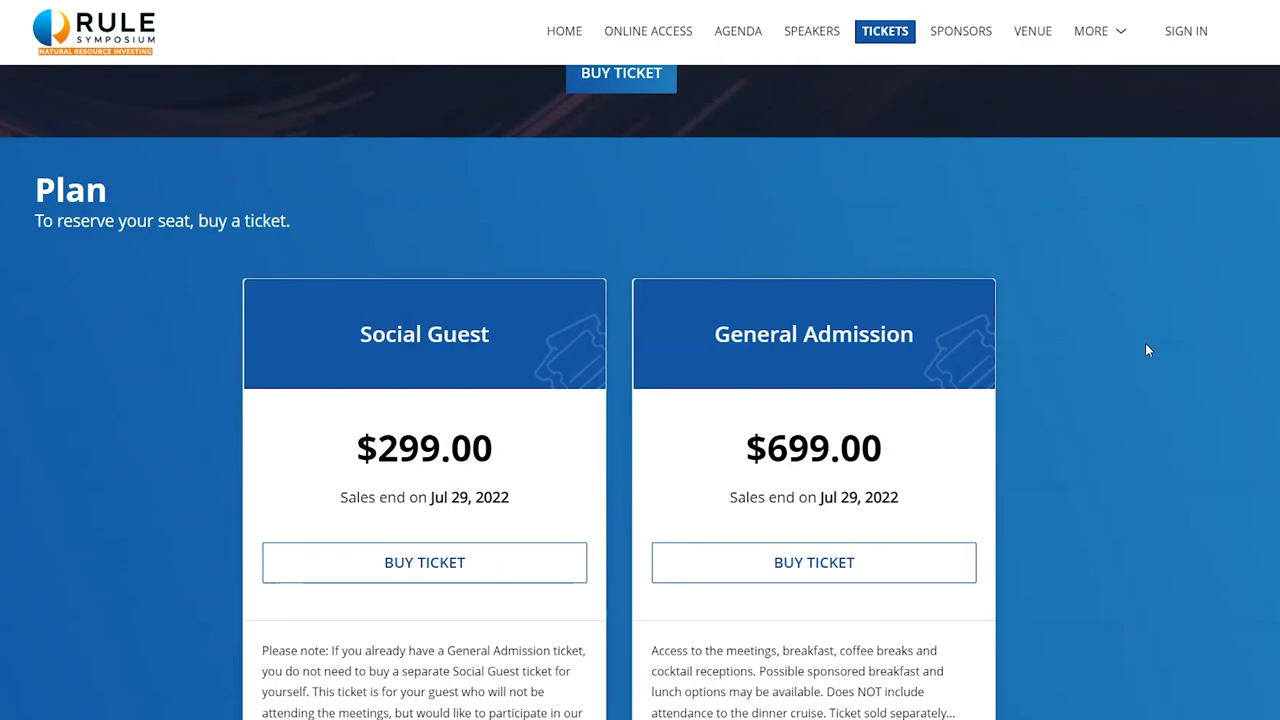 RULE
SYMPOSIUM
NATURAL RESOURCE INVESTING
HOME ONLINE ACCESS AGENDA SPEAKERS TICKETS SPONSORS VENUE MORE SIGN IN
BUY TICKET
Plan
To reserve your seat, buy a ticket.
Social Guest
$299.00
Sales end on Jul 29, 2022
BUY TICKET
Please note: If you already have a General Admission ticket,
you do not need to buy a separate Social Guest ticket for
yourself. This ticket is for your guest who will not be
attending the meetings, but would like to participate in our
General Admission
$699.00
Sales end on Jul 29, 2022
BUY TICKET
Access to the meetings, breakfast, coffee breaks and
cocktail receptions. Possible sponsored breakfast and
lunch options may be available. Does NOT include
attendance to the dinner cruise. Ticket sold separately...